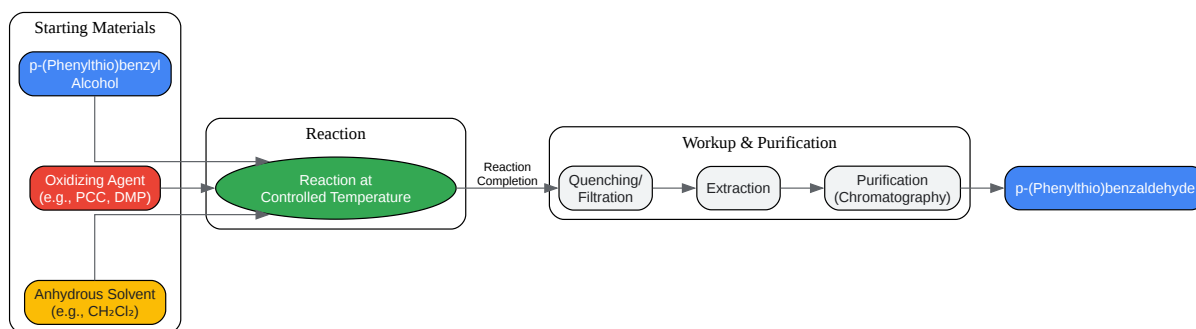 Starting Materials
p-(Phenylthio)benzyl
Alcohol
Oxidizing Agent
(e.g., PCC, DMP)
Anhydrous Solvent
(e.g., CH₂Cl₂)
Reaction
Reaction at
Controlled Temperature
Reaction
Completion
Workup & Purification
Quenching/
Filtration
Extraction
Purification
(Chromatography)
p-(Phenylthio)benzaldehyde